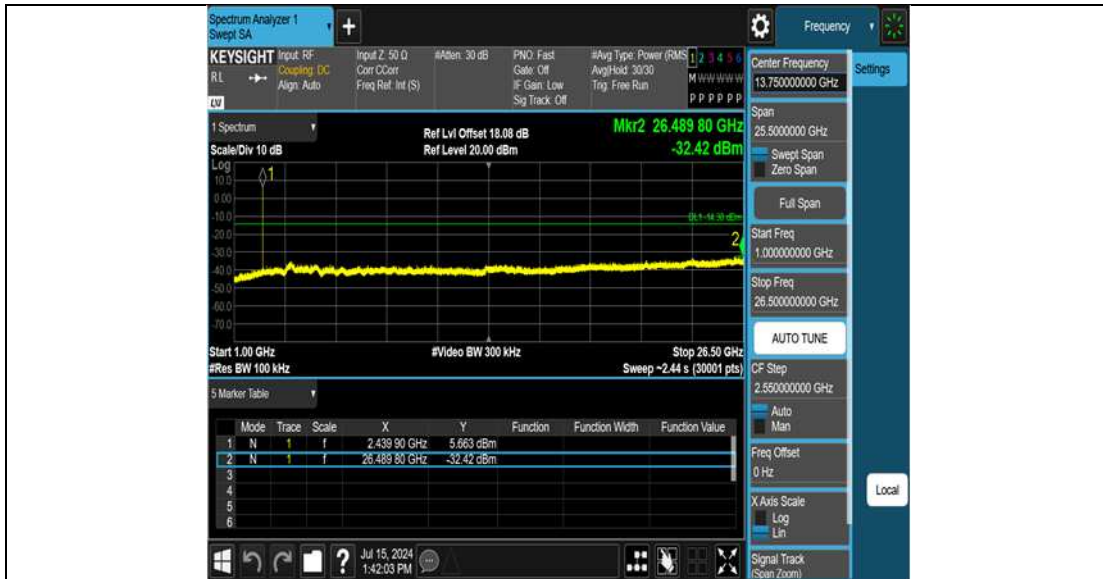 Spectrum Analyzer 1
Swept SA
+
Frequency
KEYSIGHT
RL
LV
Input: RF
Coupling: DC
Align: Auto
Input Z: 50 Ω
Corr CCorr
Freq Ref: Int (S)
#Atten: 30 dB
PNO: Fast
Gate: Off
IF Gain: Low
Sig Track: Off
#Avg Type: Power (RMS
Avg|Hold: 30/30
Trig: Free Run
1 2 3 4 5 6
M W W W W W
P P P P P P
Settings
Center Frequency
13.750000000 GHz
Span
25.5000000 GHz
Swept Span
Zero Span
Full Span
Start Freq
1.000000000 GHz
Stop Freq
26.500000000 GHz
AUTO TUNE
CF Step
2.550000000 GHz
Auto
Man
Freq Offset
0 Hz
X Axis Scale
Log
Lin
Signal Track
(Span Zoom)
Local
1 Spectrum
Scale/Div 10 dB
Ref Lvl Offset 18.08 dB
Ref Level 20.00 dBm
Mkr2 26.489 80 GHz
-32.42 dBm
Log
10.0
0.00
-10.0
-20.0
-30.0
-40.0
-50.0
-60.0
-70.0
1
DL1 -14.30 dBm
2
Start 1.00 GHz
#Res BW 100 kHz
#Video BW 300 kHz
Stop 26.50 GHz
Sweep ~2.44 s (30001 pts)
5 Marker Table
Mode Trace Scale X Y Function Function Width Function Value
1 N 1 f 2.439 90 GHz 5.663 dBm
2 N 1 f 26.489 80 GHz -32.42 dBm
3
4
5
6
?
Jul 15, 2024
1:42:03 PM